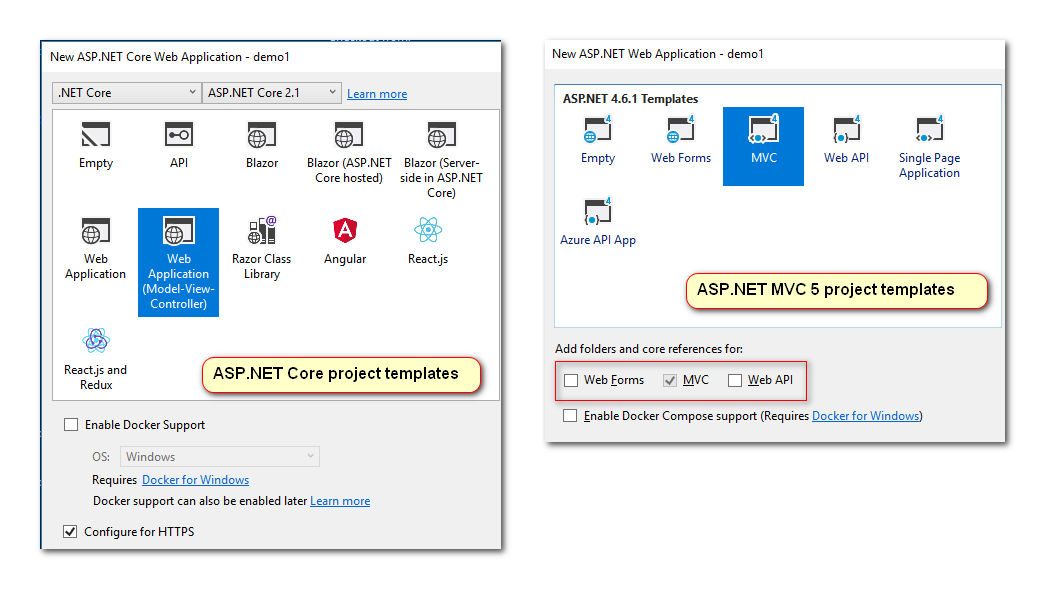 New ASP.NET Core Web Application - demo1
.NET Core
ASP.NET Core 2.1
Learn more
Empty
API
Blazor
Blazor (ASP.NET
Core hosted)
Blazor (Server-
side in ASP.NET
Core)
Web
Application
Web
Application
(Model-View-
Controller)
Razor Class
Library
Angular
React.js
React.js and
Redux
ASP.NET Core project templates
Enable Docker Support
OS: Windows
Requires Docker for Windows
Docker support can also be enabled later Learn more
Configure for HTTPS
New ASP.NET Web Application - demo1
ASP.NET 4.6.1 Templates
Empty
Web Forms
MVC
Web API
Single Page
Application
Azure API App
ASP.NET MVC 5 project templates
Add folders and core references for:
Web Forms
MVC
Web API
Enable Docker Compose support (Requires Docker for Windows)